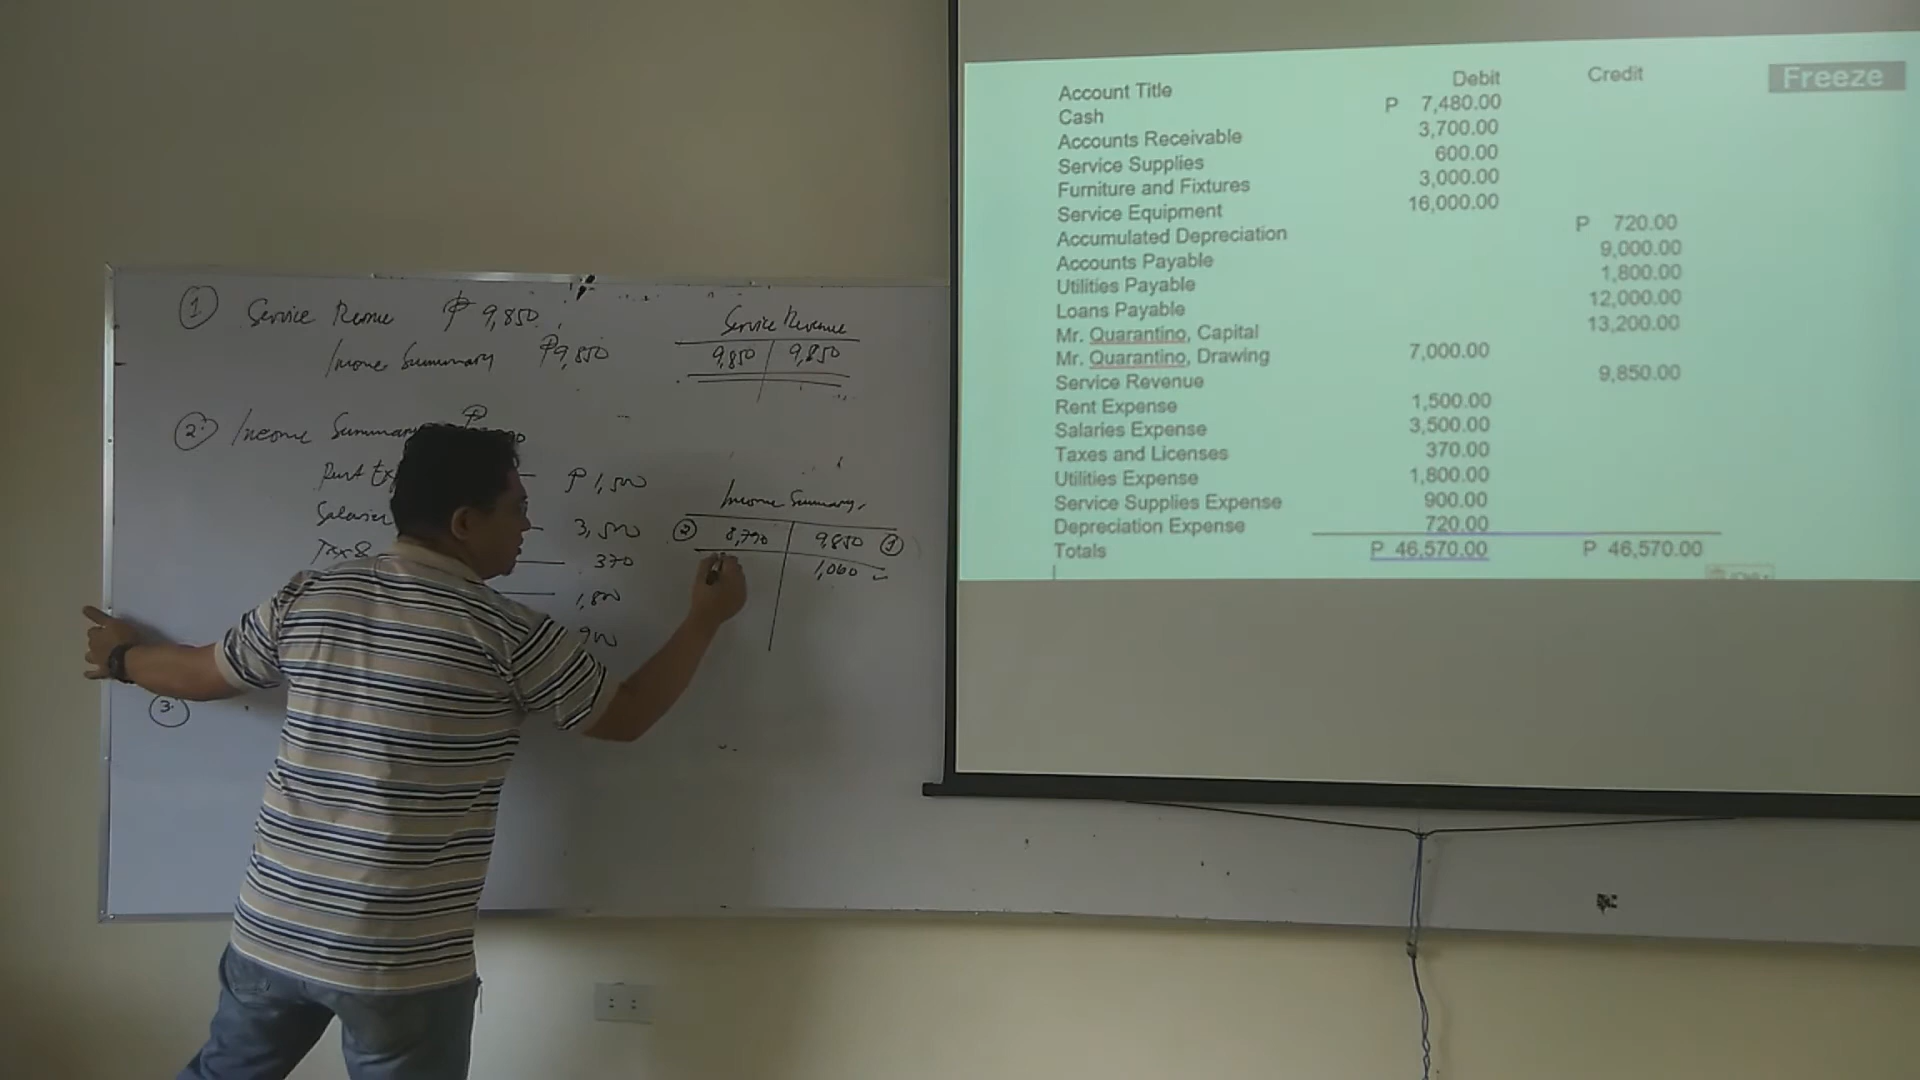 ① Service Revenue ₱ 9,850
Income Summary ₱9,850
Service Revenue
9,850 9,850
②. Income Summary ₱
Rent Ex ₱ 1,500
Salaries 3,500
Tax & 370
1,800
900
③.
Income Summary
② 8,790 9,850 ①
1,060 ✓
Freeze
Account Title Debit Credit
Cash P 7,480.00
Accounts Receivable 3,700.00
Service Supplies 600.00
Furniture and Fixtures 3,000.00
Service Equipment 16,000.00
Accumulated Depreciation P 720.00
Accounts Payable 9,000.00
Utilities Payable 1,800.00
Loans Payable 12,000.00
Mr. Quarantino, Capital 13,200.00
Mr. Quarantino, Drawing 7,000.00
Service Revenue 9,850.00
Rent Expense 1,500.00
Salaries Expense 3,500.00
Taxes and Licenses 370.00
Utilities Expense 1,800.00
Service Supplies Expense 900.00
Depreciation Expense 720.00
Totals P 46,570.00 P 46,570.00